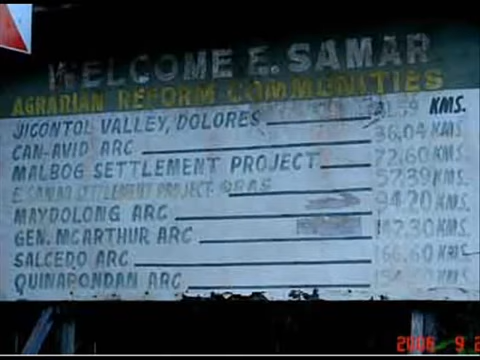 WELCOME E. SAMAR
AGRARIAN REFORM COMMUNITIES
JICONTOL VALLEY, DOLORES KMS.
CAN-AVID ARC 36.04 KMS.
MALBOG SETTLEMENT PROJECT 72.60 KMS.
E. SAMAR SETTLEMENT PROJECT, ORAS 57.39 KMS.
MAYDOLONG ARC 94.20 KMS.
GEN. MCARTHUR ARC KMS.
SALCEDO ARC 166.60 KMS.
QUINAPONDAN ARC KMS.
2006 9